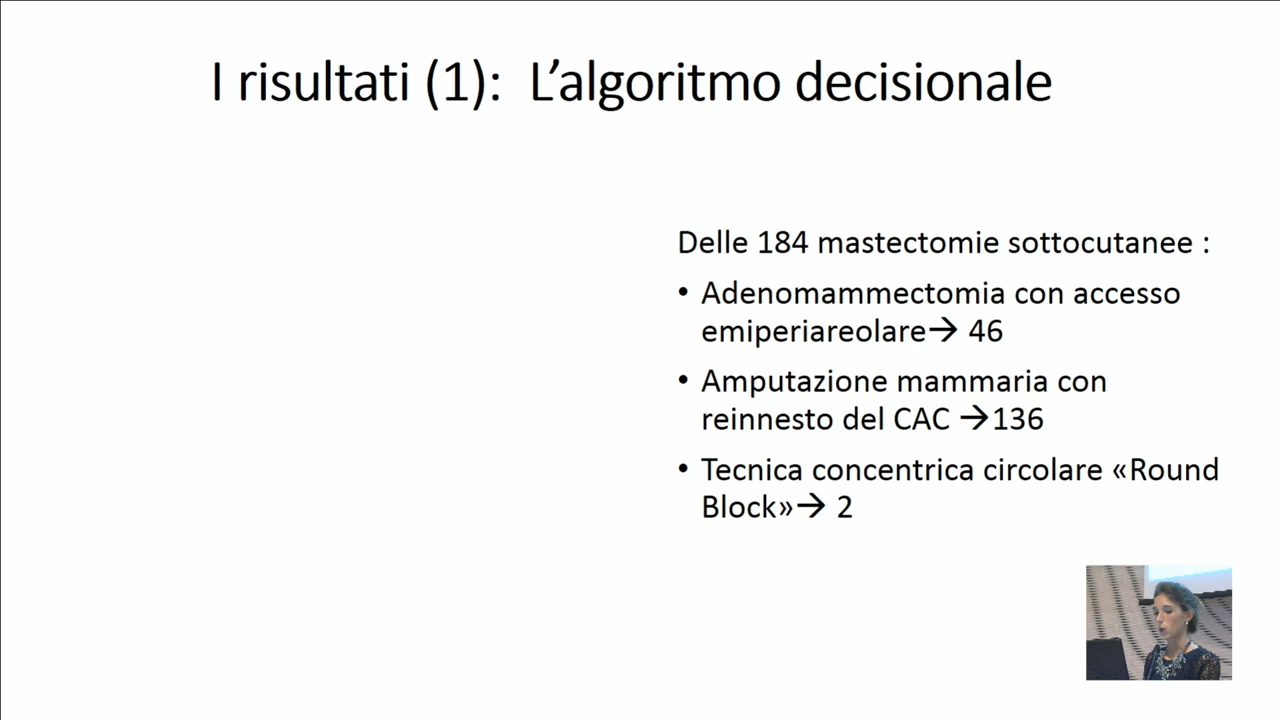 I risultati (1): L'algoritmo decisionale
Delle 184 mastectomie sottocutanee :
• Adenomammectomia con accesso
emiperiareolare→ 46
• Amputazione mammaria con
reinnesto del CAC →136
• Tecnica concentrica circolare «Round
Block»→ 2